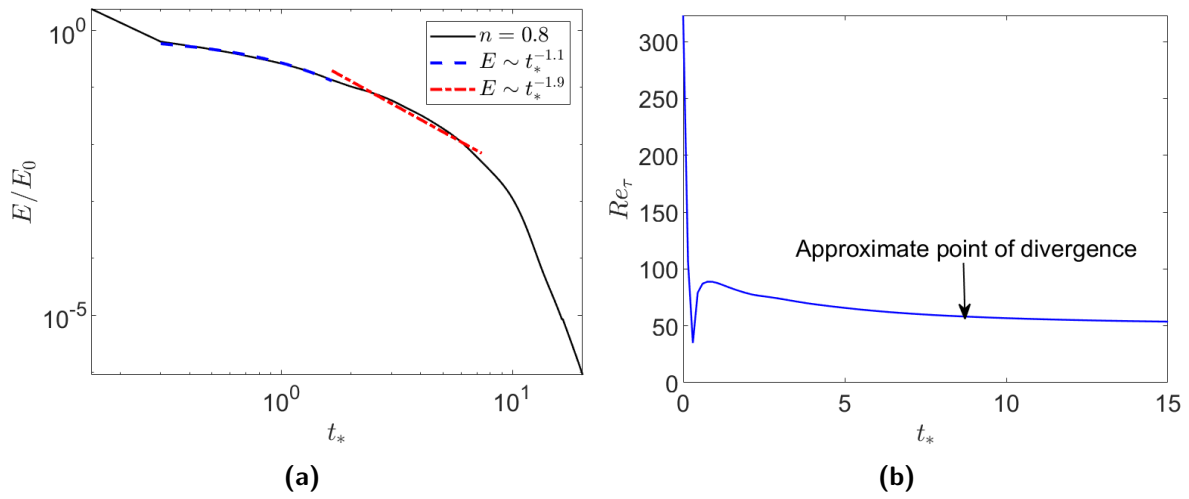 10^0
10^{-5}
E/E_0
10^0
10^1
t_*
n = 0.8
E ∼ t_*^{-1.1}
E ∼ t_*^{-1.9}
(a)
300
250
200
150
100
50
0
Re_τ
Approximate point of divergence
0
5
10
15
t_*
(b)